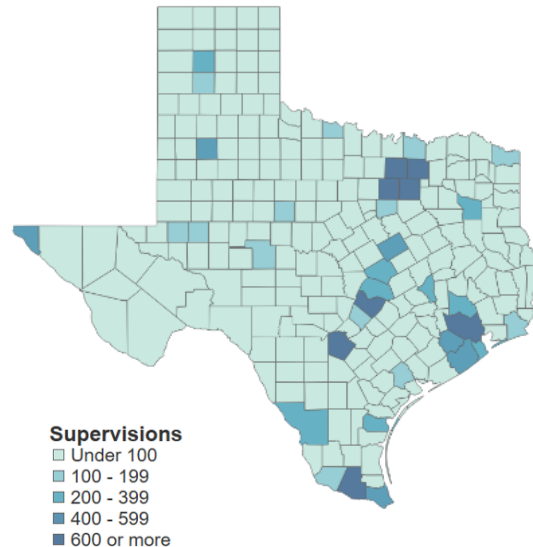 Supervisions
Under 100
100 - 199
200 - 399
400 - 599
600 or more